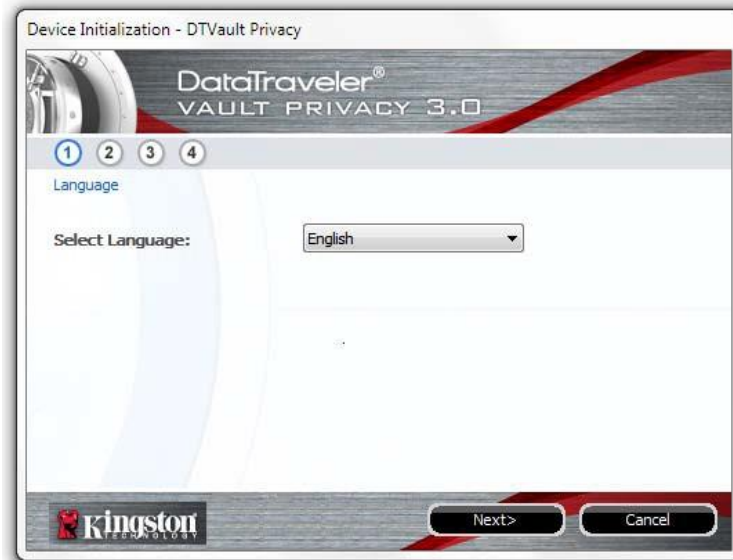 Device Initialization - DTVault Privacy
DataTraveler®
VAULT PRIVACY 3.0
1 2 3 4
Language
Select Language: English
Kingston
TECHNOLOGY
Next> Cancel